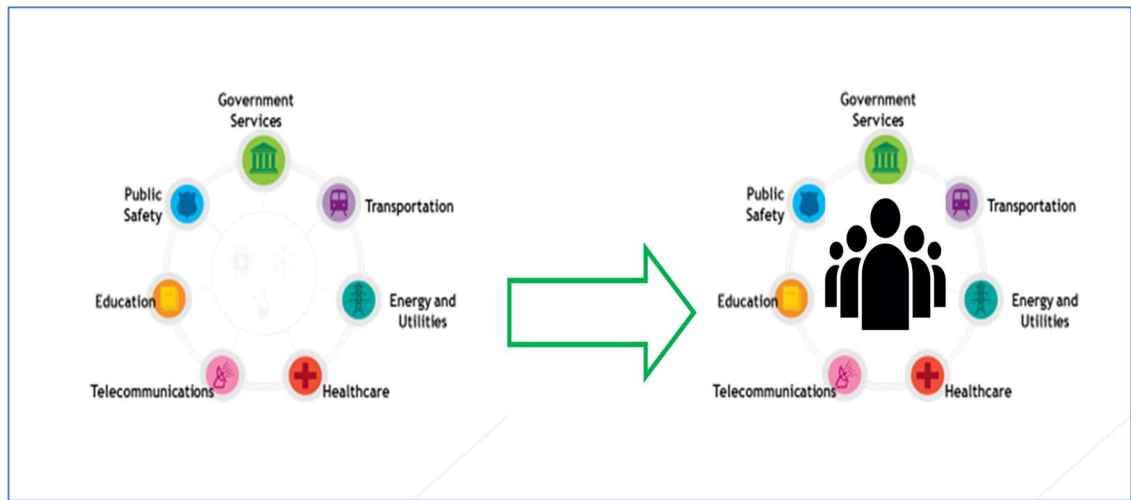 Government
Services
Public
Safety
Transportation
Education
Energy and
Utilities
Telecommunications
Healthcare
Government
Services
Public
Safety
Transportation
Education
Energy and
Utilities
Telecommunications
Healthcare